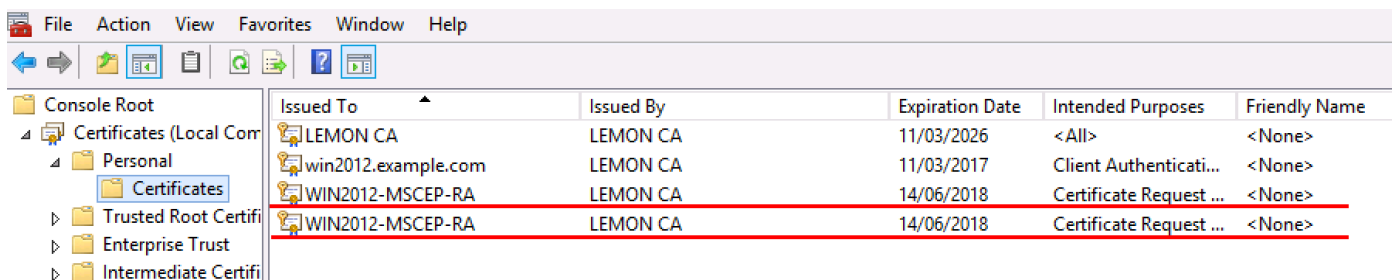 File Action View Favorites Window Help
Console Root
Certificates (Local Com
Personal
Certificates
Trusted Root Certifi
Enterprise Trust
Intermediate Certifi
Issued To Issued By Expiration Date Intended Purposes Friendly Name
LEMON CA LEMON CA 11/03/2026 <All> <None>
win2012.example.com LEMON CA 11/03/2017 Client Authenticati... <None>
WIN2012-MSCEP-RA LEMON CA 14/06/2018 Certificate Request ... <None>
WIN2012-MSCEP-RA LEMON CA 14/06/2018 Certificate Request ... <None>